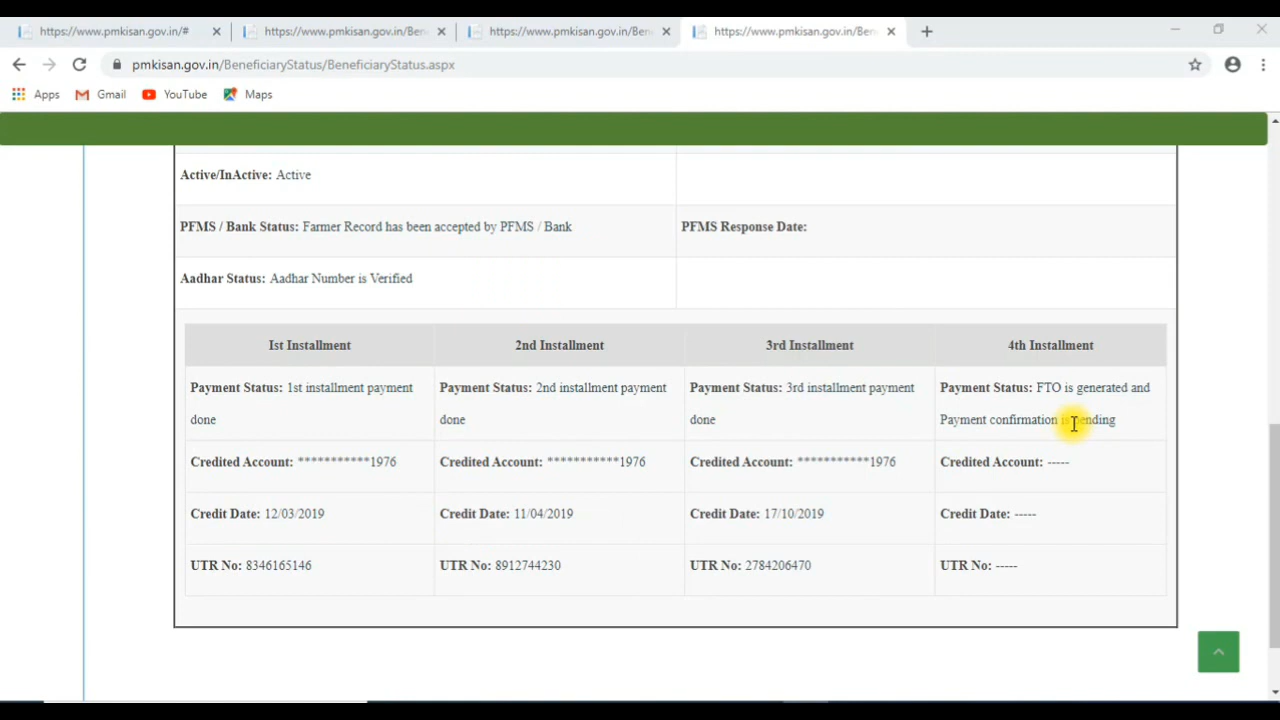 https://www.pmkisan.gov.in/#
https://www.pmkisan.gov.in/Ben
https://www.pmkisan.gov.in/Ben
https://www.pmkisan.gov.in/Ben
pmkisan.gov.in/BeneficiaryStatus/BeneficiaryStatus.aspx
Apps Gmail YouTube Maps
Active/InActive: Active
PFMS / Bank Status: Farmer Record has been accepted by PFMS / Bank
PFMS Response Date:
Aadhar Status: Aadhar Number is Verified
Ist Installment
2nd Installment
3rd Installment
4th Installment
Payment Status: 1st installment payment
done
Payment Status: 2nd installment payment
done
Payment Status: 3rd installment payment
done
Payment Status: FTO is generated and
Payment confirmation is pending
Credited Account: ***********1976
Credited Account: ***********1976
Credited Account: ***********1976
Credited Account: -----
Credit Date: 12/03/2019
Credit Date: 11/04/2019
Credit Date: 17/10/2019
Credit Date: -----
UTR No: 8346165146
UTR No: 8912744230
UTR No: 2784206470
UTR No: -----